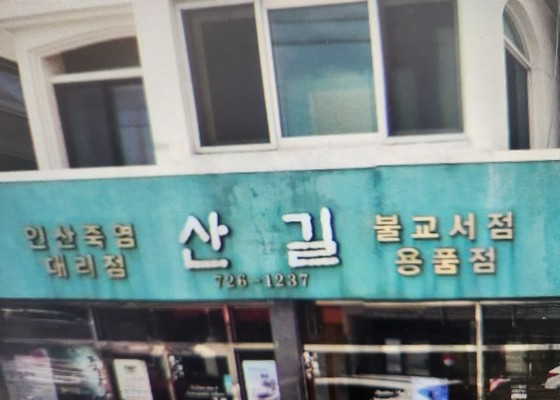 인산죽염
대리점
산길
726-1237
불교서점
용품점